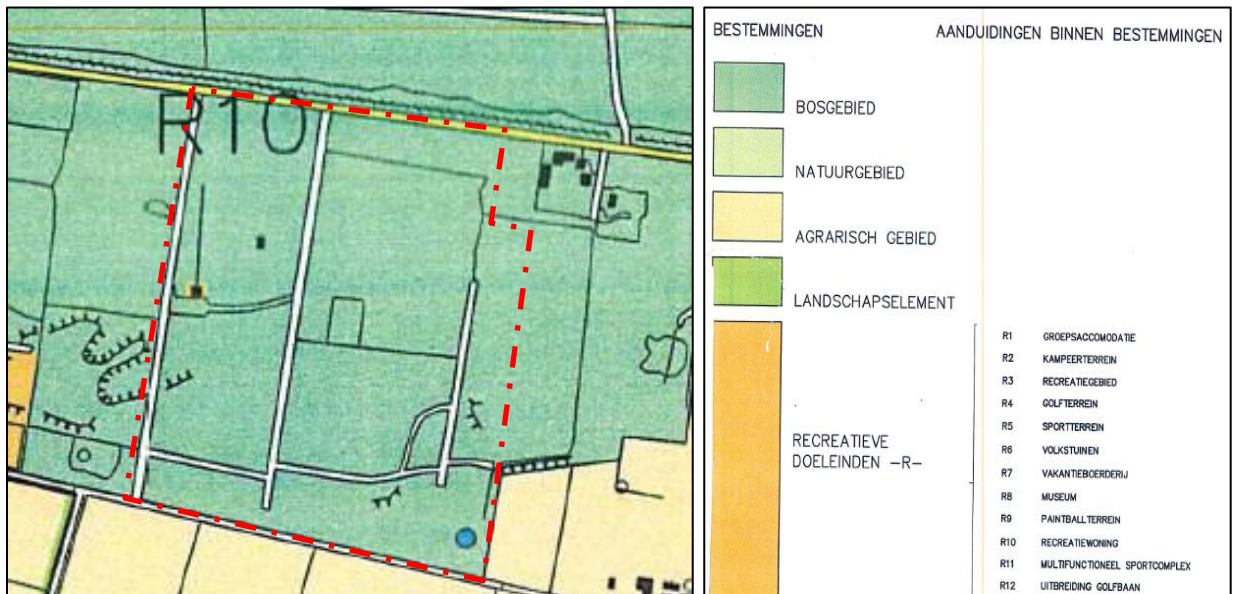 R10
BESTEMMINGEN
AANDUIDINGEN BINNEN BESTEMMINGEN
BOSGEBIED
NATUURGEBIED
AGRARISCH GEBIED
LANDSCHAPSELEMENT
RECREATIEVE
DOELEINDEN -R-
R1 GROEPSACCOMODATIE
R2 KAMPEERTERREIN
R3 RECREATIEGEBIED
R4 GOLFTERREIN
R5 SPORTTERREIN
R6 VOLKSTUINEN
R7 VAKANTIEBOERDERIJ
R8 MUSEUM
R9 PAINTBALLTERREIN
R10 RECREATIEWONING
R11 MULTIFUNCTIONEEL SPORTCOMPLEX
R12 UITBREIDING GOLFBAAN